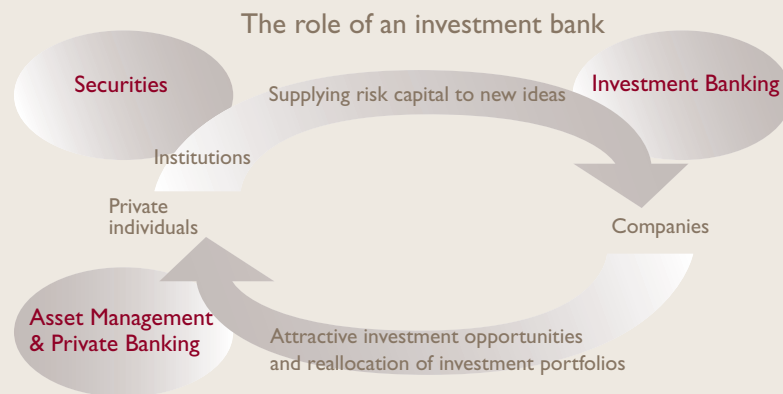 The role of an investment bank
Securities
Investment Banking
Supplying risk capital to new ideas
Institutions
Private
individuals
Companies
Asset Management
& Private Banking
Attractive investment opportunities
and reallocation of investment portfolios